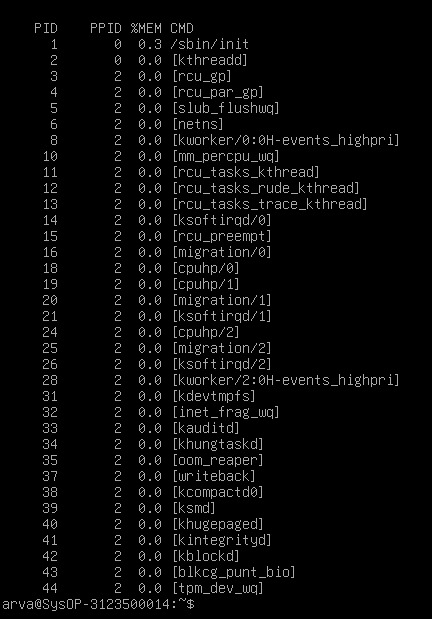 PID PPID %MEM CMD
1 0 0.3 /sbin/init
2 0 0.0 [kthreadd]
3 2 0.0 [rcu_gp]
4 2 0.0 [rcu_par_gp]
5 2 0.0 [slub_flushwq]
6 2 0.0 [netns]
8 2 0.0 [kworker/0:0H-events_highpri]
10 2 0.0 [mm_percpu_wq]
11 2 0.0 [rcu_tasks_kthread]
12 2 0.0 [rcu_tasks_rude_kthread]
13 2 0.0 [rcu_tasks_trace_kthread]
14 2 0.0 [ksoftirqd/0]
15 2 0.0 [rcu_preempt]
16 2 0.0 [migration/0]
18 2 0.0 [cpuhp/0]
19 2 0.0 [cpuhp/1]
20 2 0.0 [migration/1]
21 2 0.0 [ksoftirqd/1]
24 2 0.0 [cpuhp/2]
25 2 0.0 [migration/2]
26 2 0.0 [ksoftirqd/2]
28 2 0.0 [kworker/2:0H-events_highpri]
31 2 0.0 [kdevtmpfs]
32 2 0.0 [inet_frag_wq]
33 2 0.0 [kauditd]
34 2 0.0 [khungtaskd]
35 2 0.0 [oom_reaper]
37 2 0.0 [writeback]
38 2 0.0 [kcompactd0]
39 2 0.0 [ksmd]
40 2 0.0 [khugepaged]
41 2 0.0 [kintegrityd]
42 2 0.0 [kblockd]
43 2 0.0 [blkcg_punt_bio]
44 2 0.0 [tpm_dev_wq]
arva@SysOP-3123500014:~$